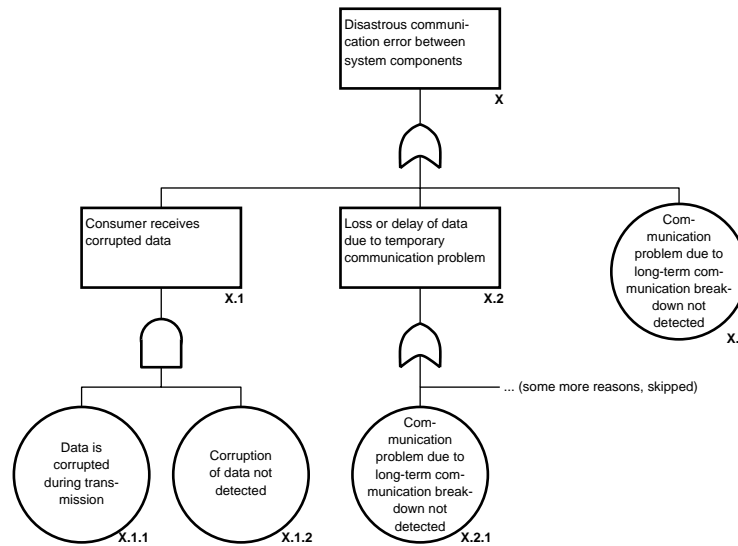 Disastrous communi-
cation error between
system components
X
Consumer receives
corrupted data
X.1
Loss or delay of data
due to temporary
communication problem
X.2
Com-
munication
problem due to
long-term com-
munication break-
down not
detected
X.
... (some more reasons, skipped)
Data is
corrupted
during trans-
mission
X.1.1
Corruption
of data not
detected
X.1.2
Com-
munication
problem due to
long-term com-
munication break-
down not
detected
X.2.1